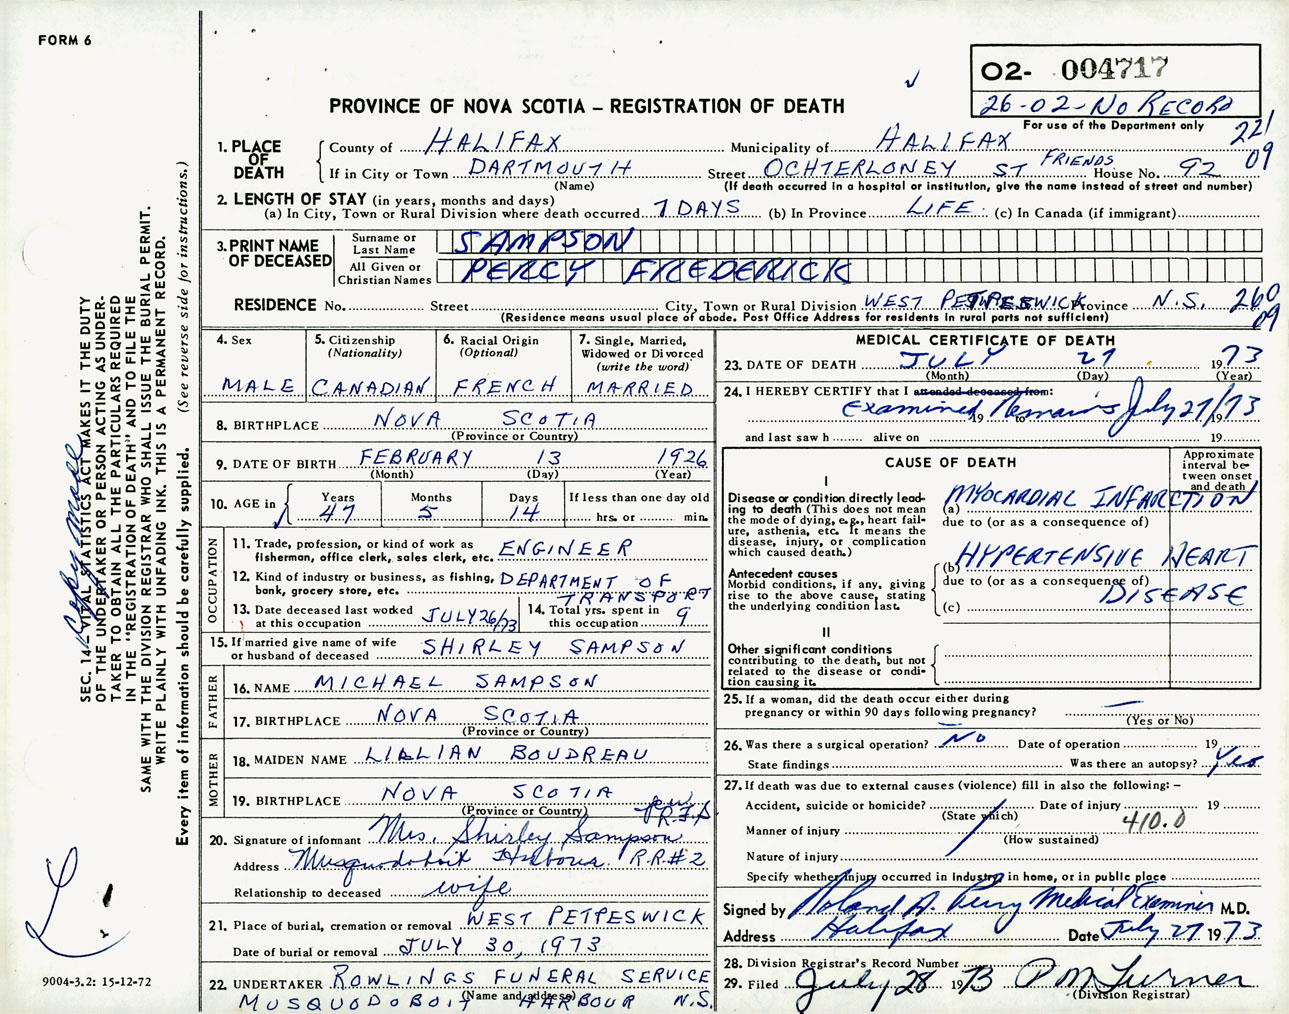 FORM 6
O2- 004717
26-02-NO RECORD
For use of the Department only
221
09
PROVINCE OF NOVA SCOTIA – REGISTRATION OF DEATH
1. PLACE OF DEATH
County of HALIFAX Municipality of HALIFAX
If in City or Town DARTMOUTH Street OCHTERLONEY ST FRIENDS House No. 92
(Name) (If death occurred in a hospital or institution, give the name instead of street and number)
2. LENGTH OF STAY (in years, months and days)
(a) In City, Town or Rural Division where death occurred 7 DAYS (b) In Province LIFE (c) In Canada (if immigrant)
3. PRINT NAME OF DECEASED
Surname or Last Name SAMPSON
All Given or Christian Names PERCY FREDERICK
RESIDENCE No. Street City, Town or Rural Division WEST PETPESWICK Province N.S. 260
09
(Residence means usual place of abode. Post Office Address for residents in rural parts not sufficient)
4. Sex
MALE
5. Citizenship
(Nationality)
CANADIAN
6. Racial Origin
(Optional)
FRENCH
7. Single, Married,
Widowed or Divorced
(write the word)
MARRIED
8. BIRTHPLACE NOVA SCOTIA
(Province or Country)
9. DATE OF BIRTH FEBRUARY 13 1926
(Month) (Day) (Year)
10. AGE in Years Months Days If less than one day old
47 5 14 hrs. or min.
OCCUPATION
11. Trade, profession, or kind of work as
fisherman, office clerk, sales clerk, etc. ENGINEER
12. Kind of industry or business, as fishing,
bank, grocery store, etc. DEPARTMENT OF TRANSPORT
13. Date deceased last worked
at this occupation JULY 26/73
14. Total yrs. spent in
this occupation 9
15. If married give name of wife
or husband of deceased SHIRLEY SAMPSON
FATHER
16. NAME MICHAEL SAMPSON
17. BIRTHPLACE NOVA SCOTIA
(Province or Country)
MOTHER
18. MAIDEN NAME LILLIAN BOUDREAU
19. BIRTHPLACE NOVA SCOTIA
(Province or Country)
20. Signature of informant Mrs. Shirley Sampson
Address Musquodoboit Harbour R.R#2
Relationship to deceased wife
21. Place of burial, cremation or removal WEST PETPESWICK
Date of burial or removal JULY 30, 1973
22. UNDERTAKER ROWLINGS FUNERAL SERVICE
(Name and address)
MUSQUODOBOIT HARBOUR N.S.
MEDICAL CERTIFICATE OF DEATH
23. DATE OF DEATH JULY 27 1973
(Month) (Day) (Year)
24. I HEREBY CERTIFY that I attended deceased from:
Examined Remains July 27/73
19 to 19
and last saw h alive on 19
CAUSE OF DEATH
Approximate interval between onset and death
I
Disease or condition directly leading to death (This does not mean the mode of dying, e.g., heart failure, asthenia, etc. It means the disease, injury, or complication which caused death.)
(a) MYOCARDIAL INFARCTION
due to (or as a consequence of)
Antecedent causes
Morbid conditions, if any, giving rise to the above cause, stating the underlying condition last.
(b) HYPERTENSIVE HEART
due to (or as a consequence of)
DISEASE
(c)
II
Other significant conditions
contributing to the death, but not related to the disease or condition causing it.
25. If a woman, did the death occur either during
pregnancy or within 90 days following pregnancy?
(Yes or No)
26. Was there a surgical operation? No Date of operation 19
State findings Was there an autopsy? Yes
27. If death was due to external causes (violence) fill in also the following: –
Accident, suicide or homicide? Date of injury 19
(State which)
Manner of injury 410.0
(How sustained)
Nature of injury
Specify whether injury occurred in industry, in home, or in public place
Signed by Roland A. Perry Medical Examiner M.D.
Address Halifax Date July 27 1973
28. Division Registrar's Record Number
29. Filed July 28 1973 P M Turner
(Division Registrar)
SEC. 14 – VITAL STATISTICS ACT MAKES IT THE DUTY
OF THE UNDERTAKER OR PERSON ACTING AS UNDER-
TAKER TO OBTAIN ALL THE PARTICULARS REQUIRED
IN THE "REGISTRATION OF DEATH" AND TO FILE THE
SAME WITH THE DIVISION REGISTRAR WHO SHALL ISSUE THE BURIAL PERMIT.
WRITE PLAINLY WITH UNFADING INK. THIS IS A PERMANENT RECORD.
Every item of information should be carefully supplied. (See reverse side for instructions.)
9004-3.2: 15-12-72